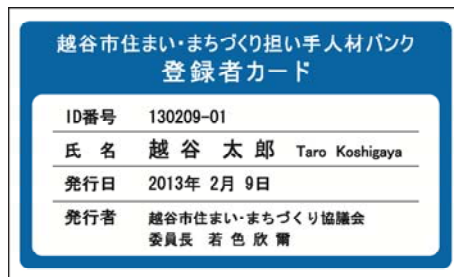 越谷市住まい・まちづくり担い手人材バンク
登録者カード
ID番号 130209-01
氏 名 越 谷 太 郎 Taro Koshigaya
発行日 2013年 2月 9日
発行者 越谷市住まい・まちづくり協議会
委員長 若 色 欣 爾